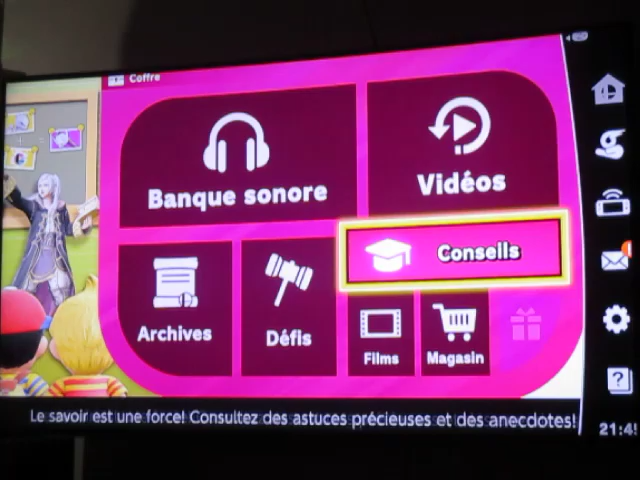 Coffre
Banque sonore
Vidéos
Conseils
Archives
Défis
Films
Magasin
Le savoir est une force! Consultez des astuces précieuses et des anecdotes!
?